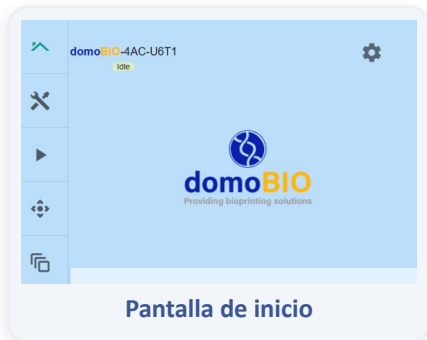 domoBIO-4AC-U6T1
Idle
domoBIO
Providing bioprinting solutions
Pantalla de inicio